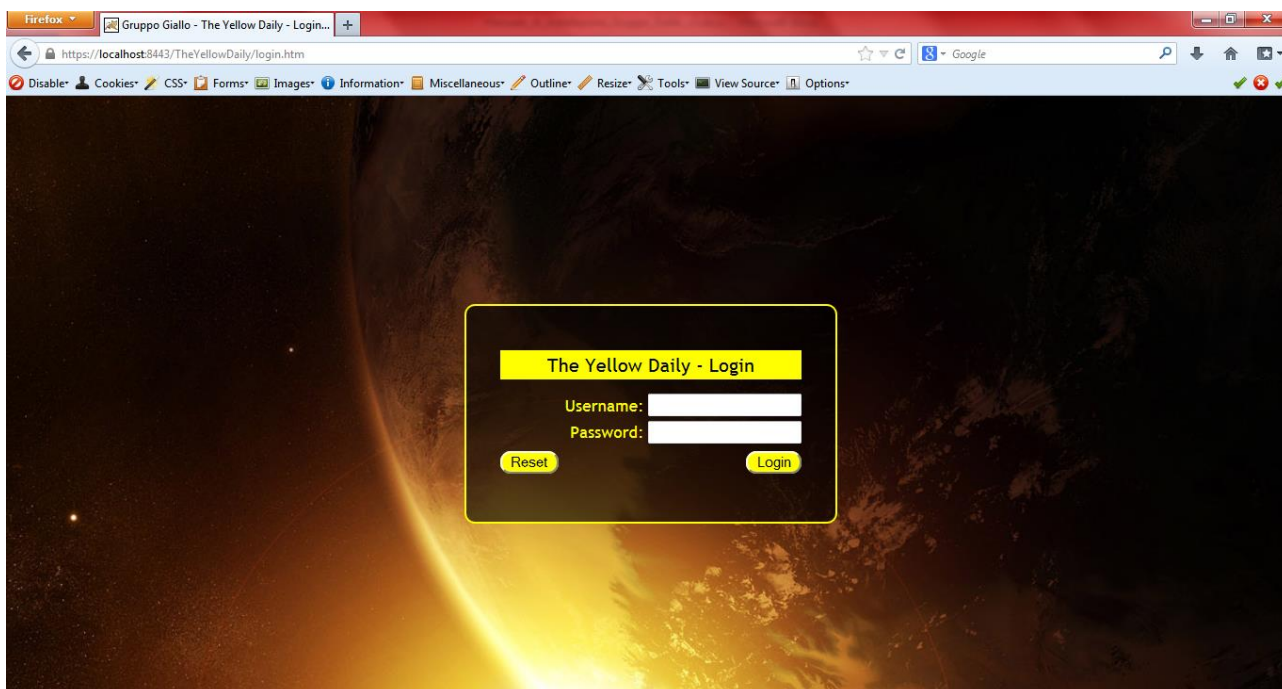 Firefox
Gruppo Giallo - The Yellow Daily - Login...
https://localhost:8443/TheYellowDaily/login.htm
Google
Disable Cookies CSS Forms Images Information Miscellaneous Outline Resize Tools View Source Options
The Yellow Daily - Login
Username:
Password:
Reset Login